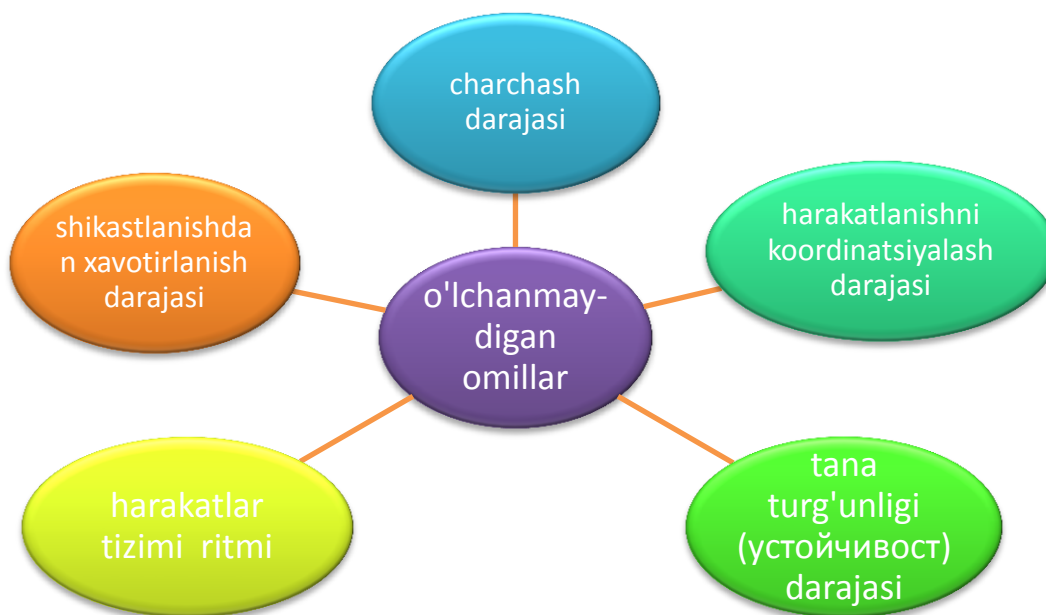 charchash
darajasi
shikastlanishda
n xavotirlanish
darajasi
harakatlanishni
koordinatsiyalash
darajasi
o'lchanmay-
digan
omillar
harakatlar
tizimi ritmi
tana
turg'unligi
(устойчивост)
darajasi